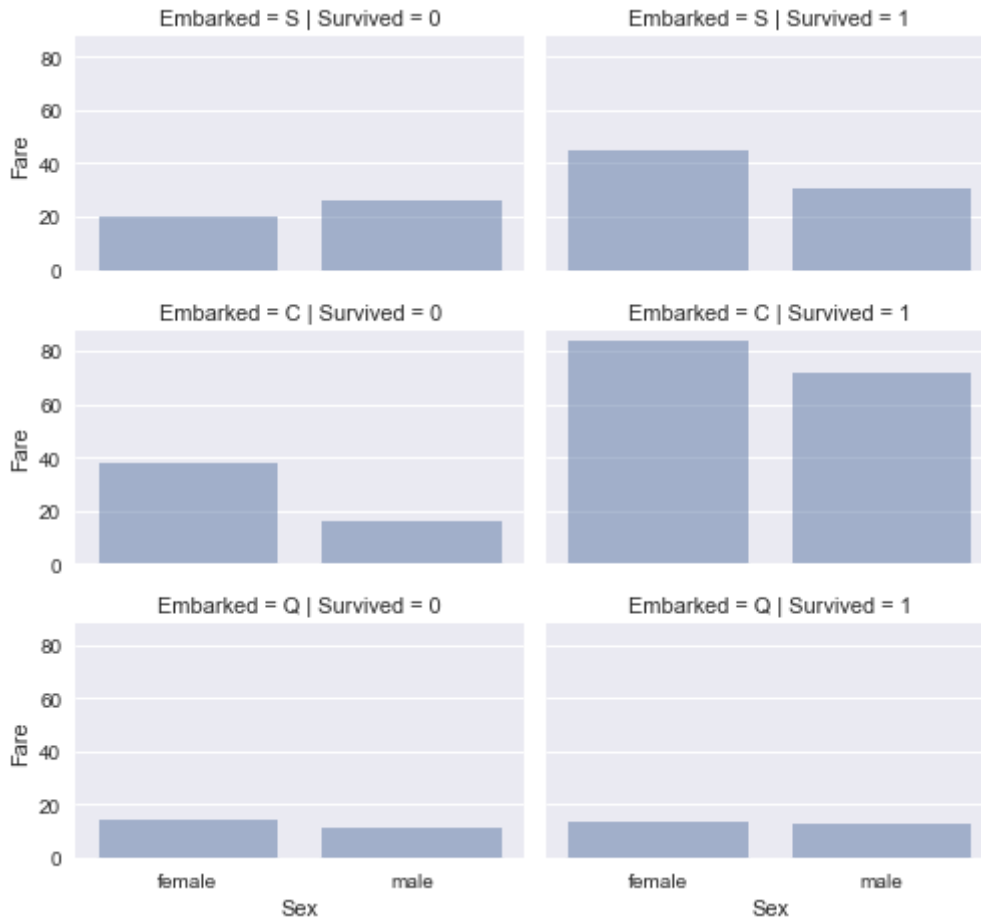 Embarked = S | Survived = 0
Embarked = S | Survived = 1
80
60
40
20
0
Fare
Embarked = C | Survived = 0
Embarked = C | Survived = 1
80
60
40
20
0
Fare
Embarked = Q | Survived = 0
Embarked = Q | Survived = 1
80
60
40
20
0
Fare
female male female male
Sex Sex